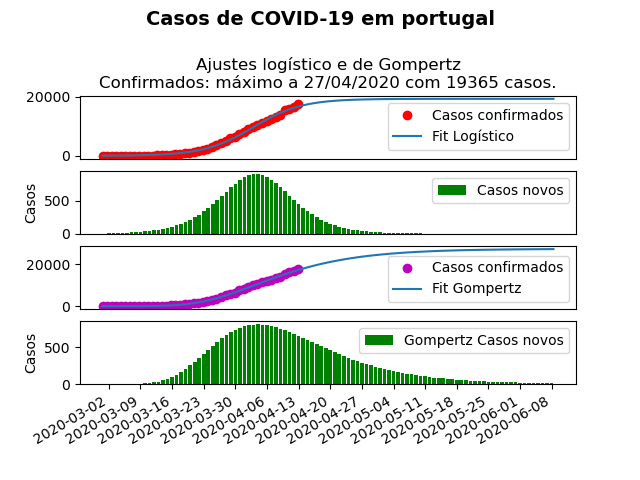 Casos de COVID-19 em portugal
Ajustes logístico e de Gompertz
Confirmados: máximo a 27/04/2020 com 19365 casos.
20000
0
Casos confirmados
Fit Logístico
Casos
500
0
Casos novos
20000
0
Casos confirmados
Fit Gompertz
Casos
500
0
Gompertz Casos novos
2020-03-02
2020-03-09
2020-03-16
2020-03-23
2020-03-30
2020-04-06
2020-04-13
2020-04-20
2020-04-27
2020-05-04
2020-05-11
2020-05-18
2020-05-25
2020-06-01
2020-06-08